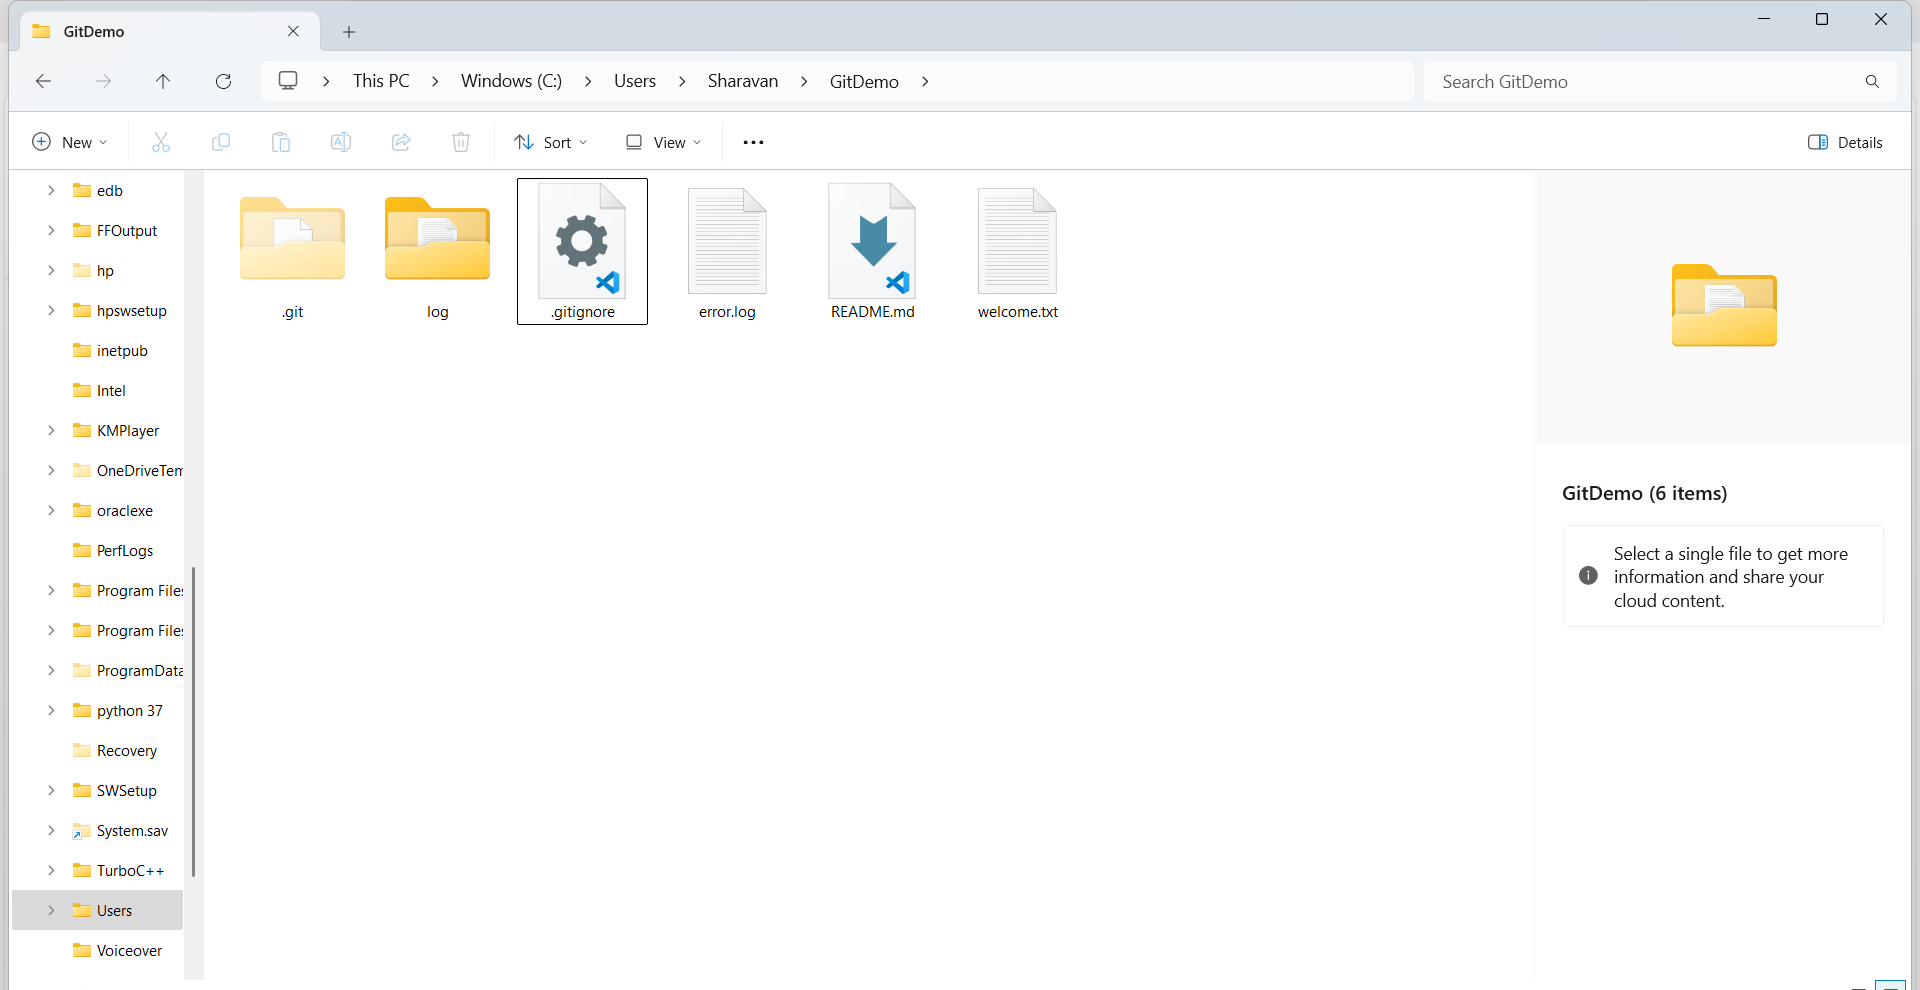 GitDemo
This PC > Windows (C:) > Users > Sharavan > GitDemo >
Search GitDemo
New
Sort
View
Details
edb
FFOutput
hp
hpswsetup
inetpub
Intel
KMPlayer
OneDriveTem
oraclexe
PerfLogs
Program Files
Program Files
ProgramData
python 37
Recovery
SWSetup
System.sav
TurboC++
Users
Voiceover
.git
log
.gitignore
error.log
README.md
welcome.txt
GitDemo (6 items)
Select a single file to get more
information and share your
cloud content.